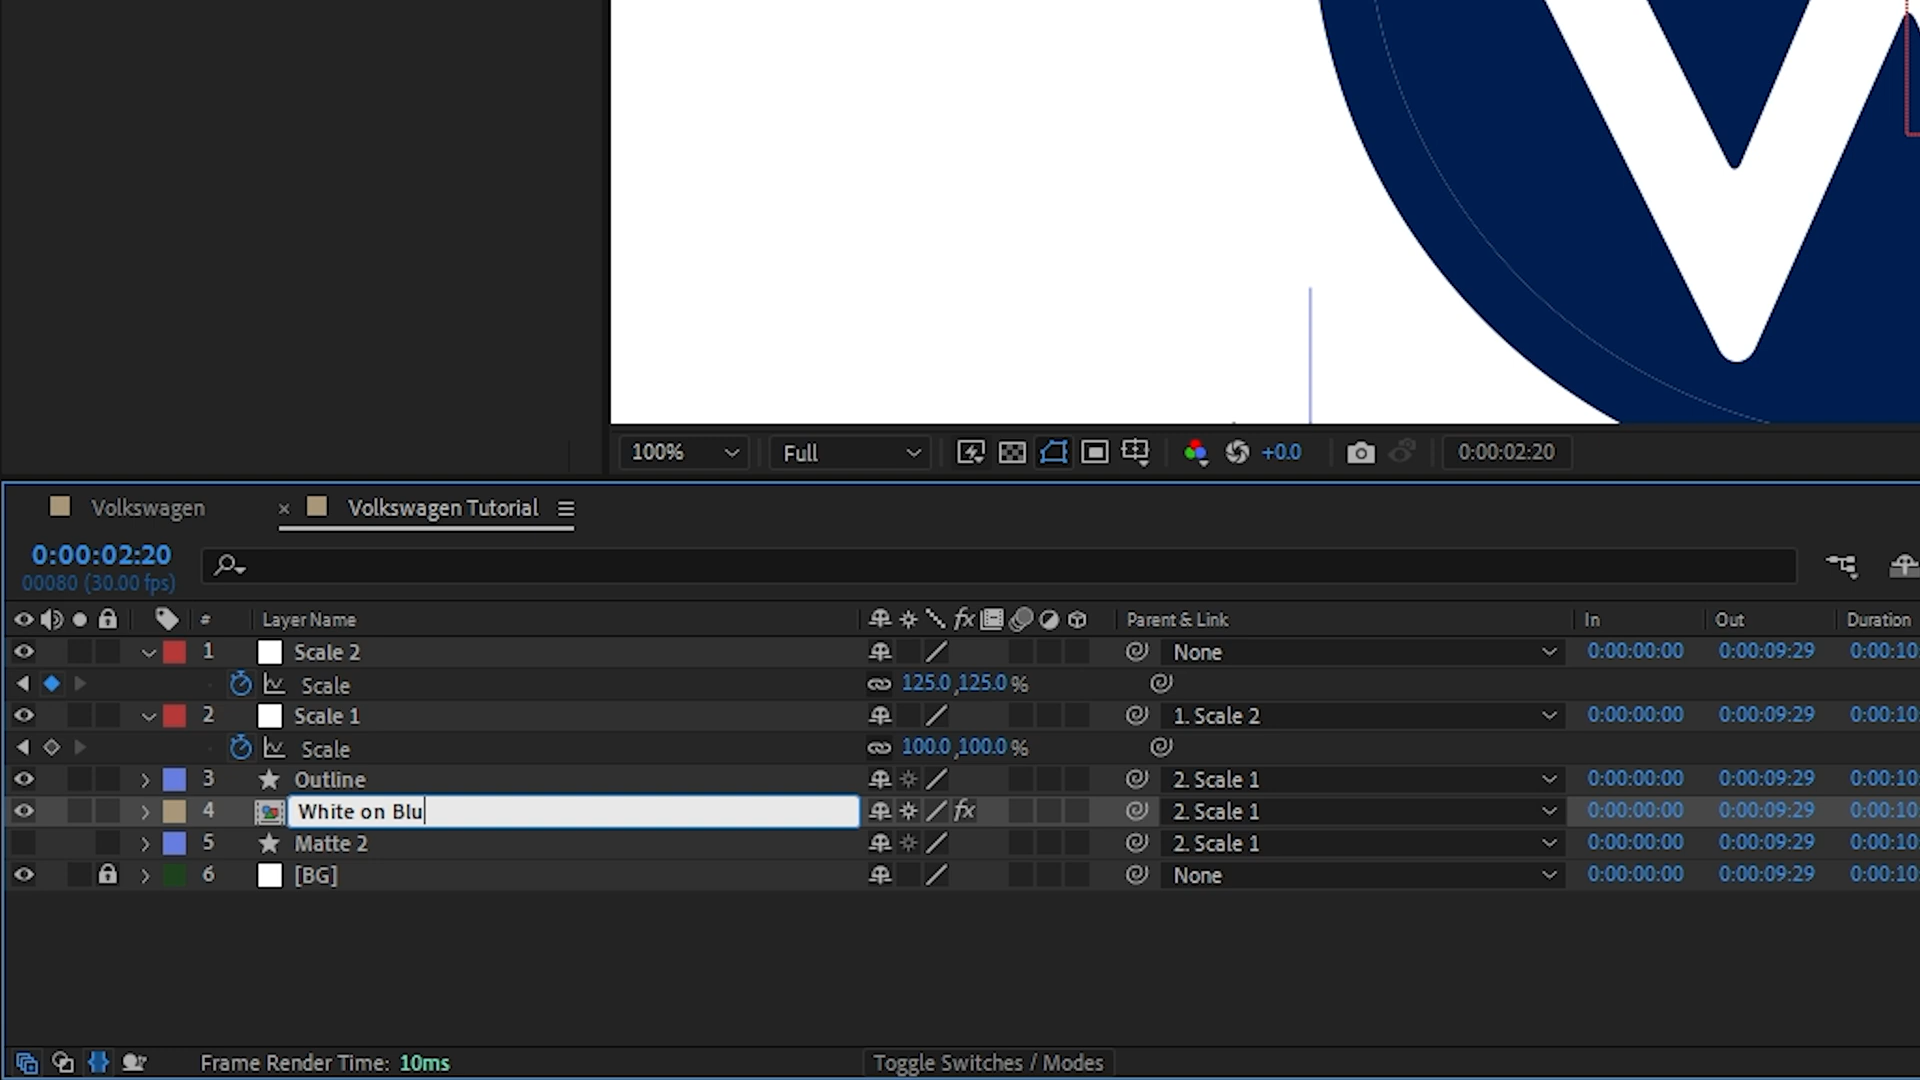 100% Full +0.0 0:00:02:20
Volkswagen × Volkswagen Tutorial
0:00:02:20
00080 (30.00 fps)
# Layer Name fx Parent & Link In Out Duration
1 Scale 2 None 0:00:00:00 0:00:09:29 0:00:10
Scale 125.0,125.0%
2 Scale 1 1. Scale 2 0:00:00:00 0:00:09:29 0:00:10
Scale 100.0,100.0%
3 Outline 2. Scale 1 0:00:00:00 0:00:09:29 0:00:10
4 White on Blu fx 2. Scale 1 0:00:00:00 0:00:09:29 0:00:10
5 Matte 2 2. Scale 1 0:00:00:00 0:00:09:29 0:00:10
6 [BG] None 0:00:00:00 0:00:09:29 0:00:10
Frame Render Time: 10ms Toggle Switches / Modes